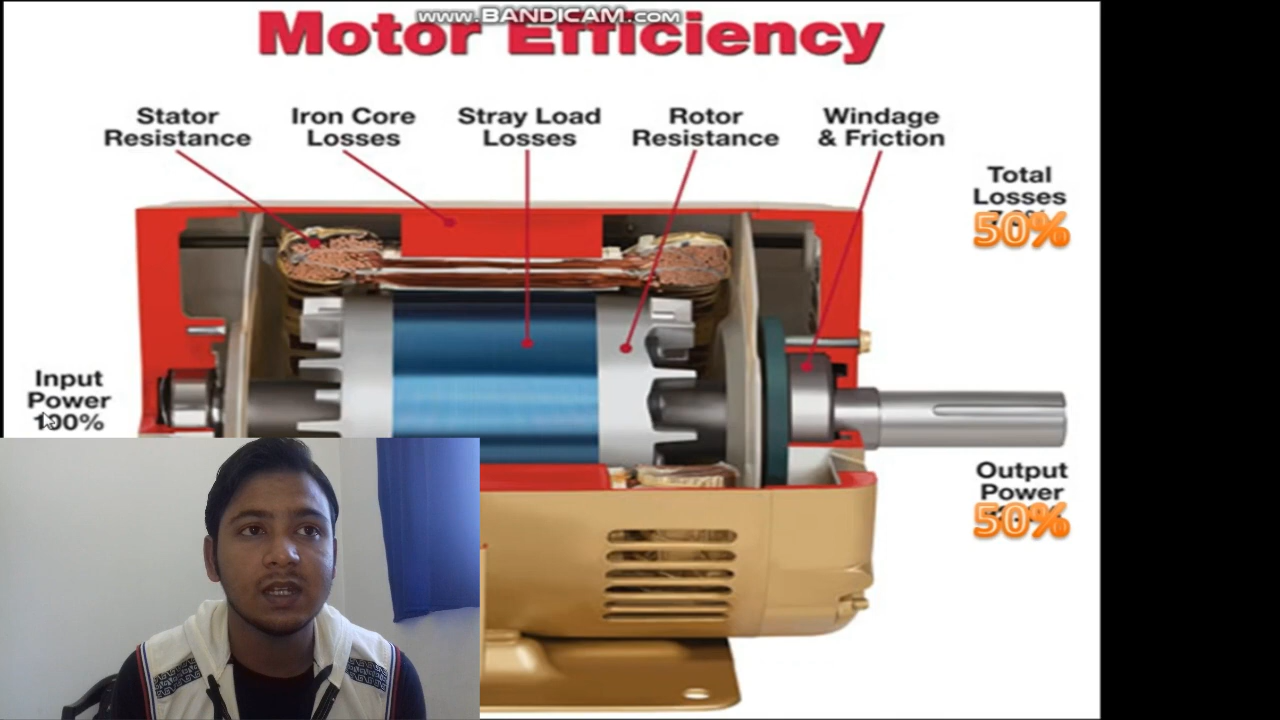 www.BANDICAM.com
Motor Efficiency
Stator
Resistance
Iron Core
Losses
Stray Load
Losses
Rotor
Resistance
Windage
& Friction
Total
Losses
50%
Input
Power
100%
Output
Power
50%